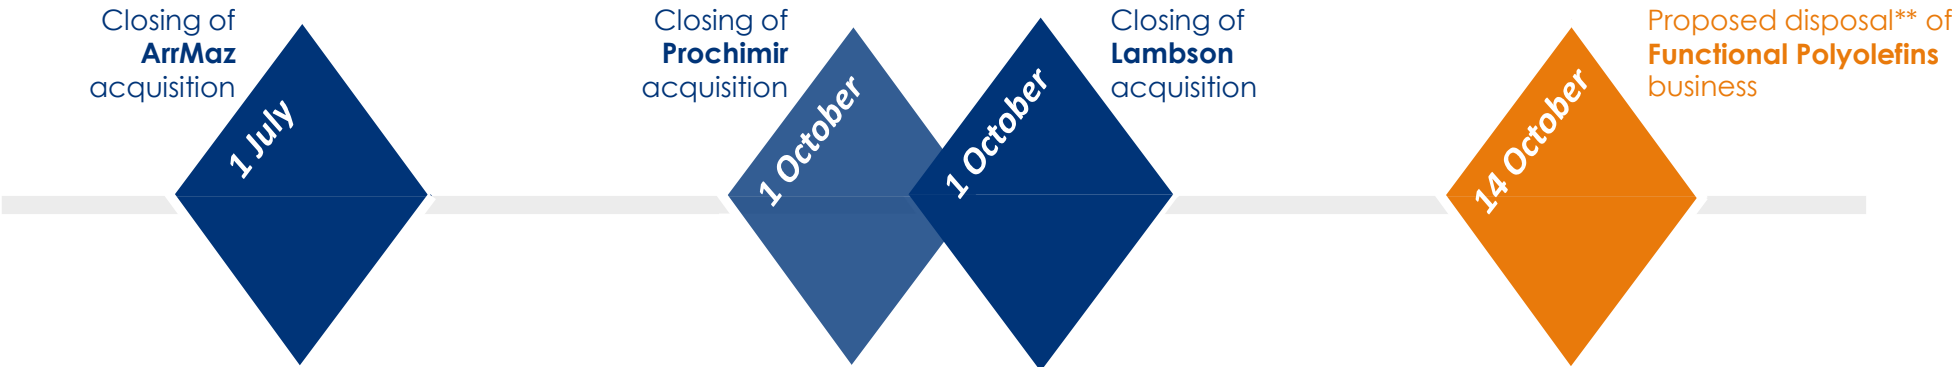 Closing of
ArrMaz
acquisition
1 July
Closing of
Prochimir
acquisition
1 October
Closing of
Lambson
acquisition
1 October
Proposed disposal** of
Functional Polyolefins
business
14 October